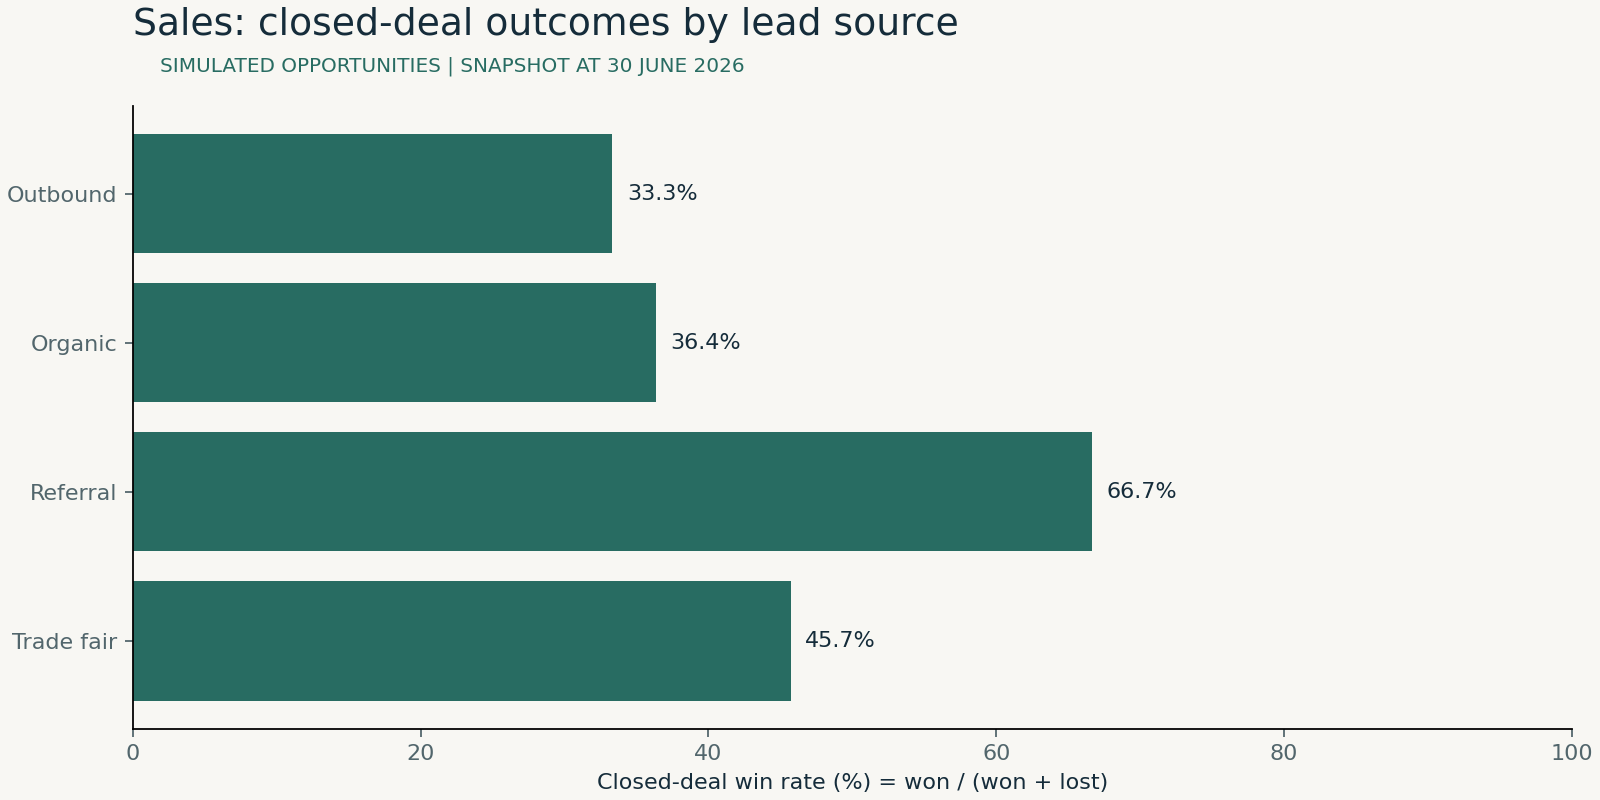 Sales: closed-deal outcomes by lead source
SIMULATED OPPORTUNITIES | SNAPSHOT AT 30 JUNE 2026
Outbound 33.3%
Organic 36.4%
Referral 66.7%
Trade fair 45.7%
0 20 40 60 80 100
Closed-deal win rate (%) = won / (won + lost)